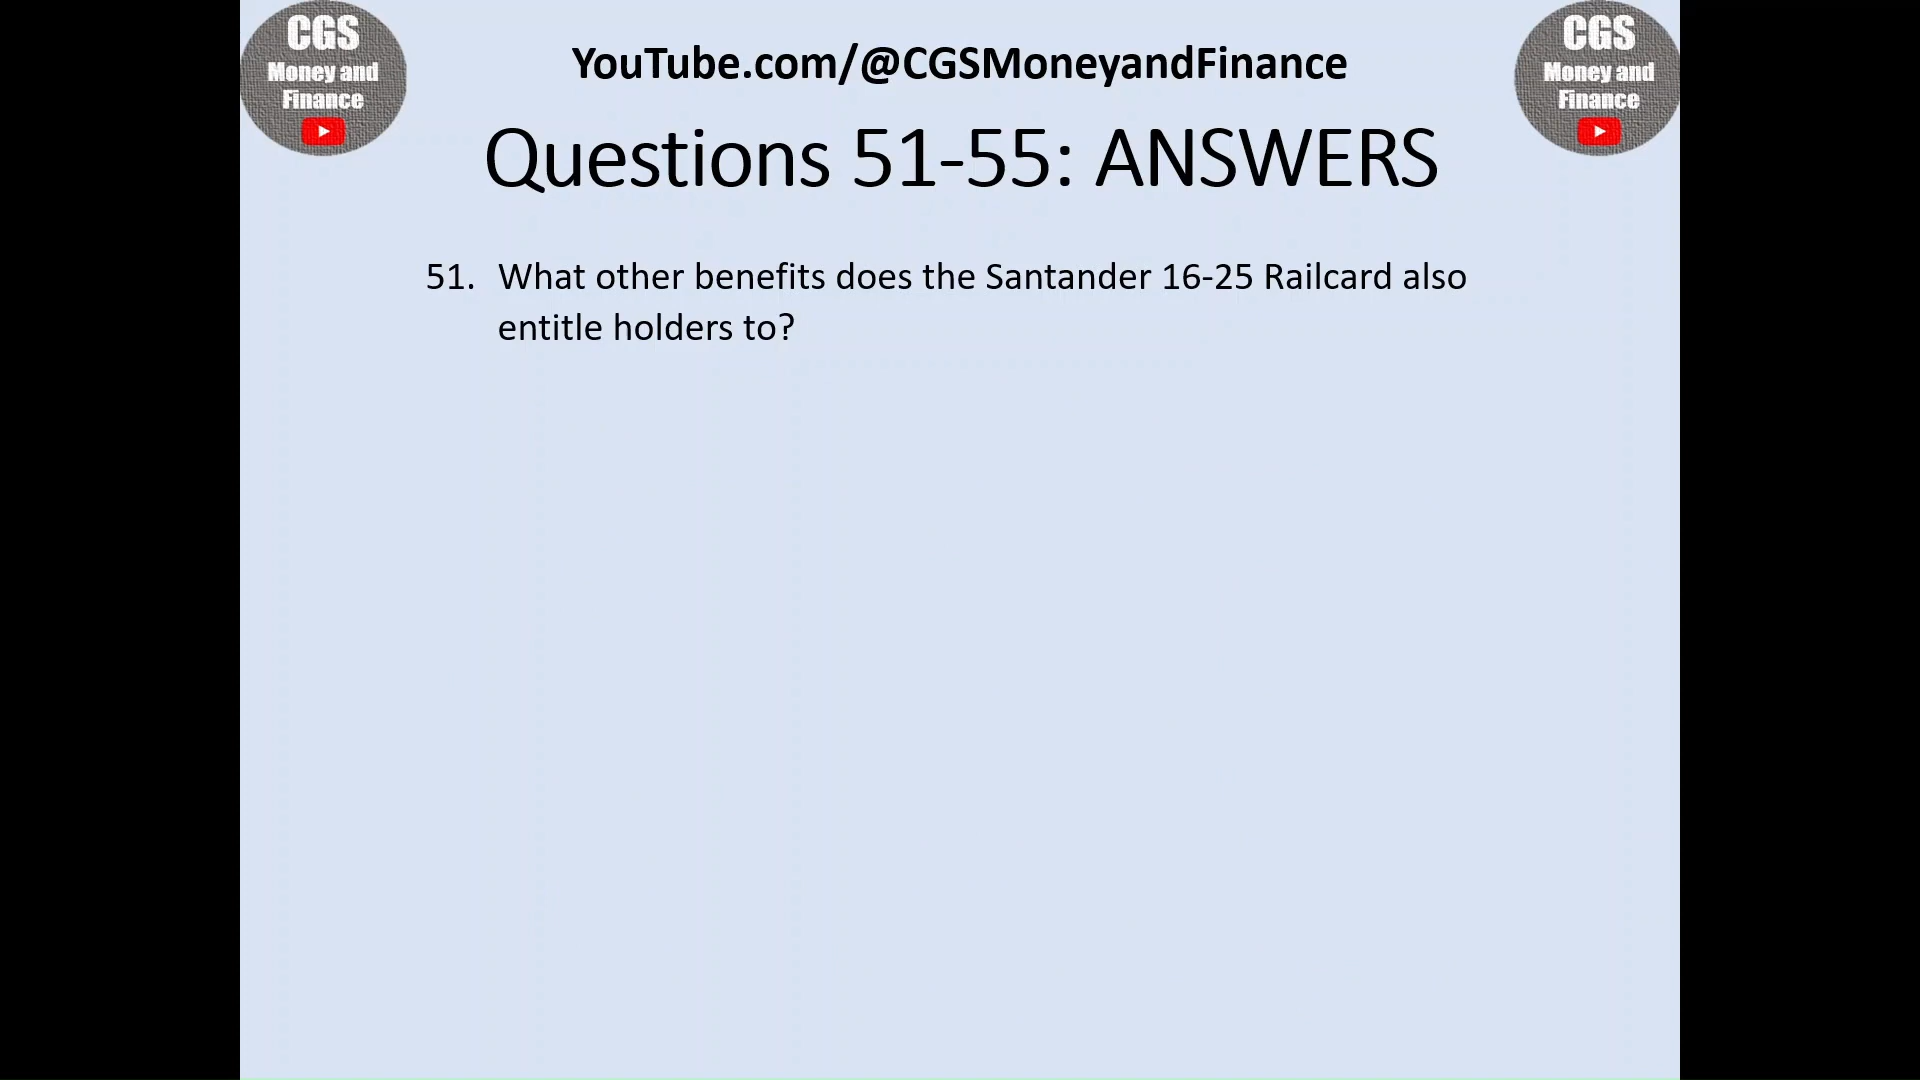 CGS
Money and
Finance
YouTube.com/@CGSMoneyandFinance
CGS
Money and
Finance
Questions 51-55: ANSWERS
51. What other benefits does the Santander 16-25 Railcard also
entitle holders to?